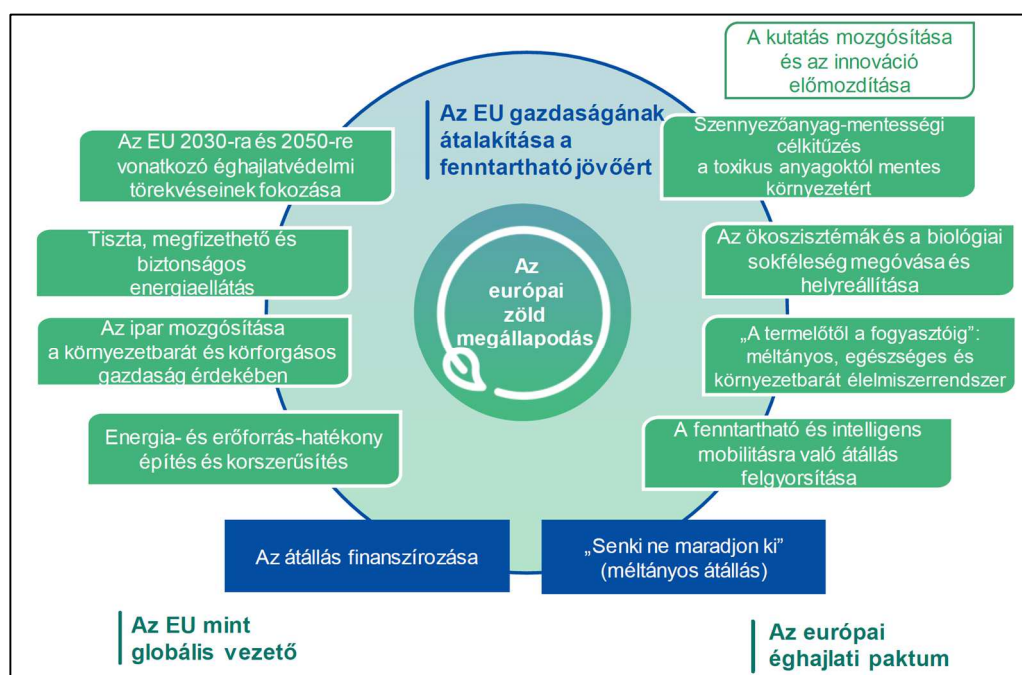 A kutatás mozgósítása
és az innováció
előmozdítása
Az EU gazdaságának
átalakítása a
fenntartható jövőért
Az EU 2030-ra és 2050-re
vonatkozó éghajlatvédelmi
törekvéseinek fokozása
Szennyezőanyag-mentességi
célkitűzés
a toxikus anyagoktól mentes
környezetért
Tiszta, megfizethető és
biztonságos
energiaellátás
Az ökoszisztémák és a biológiai
sokféleség megóvása és
helyreállítása
Az
európai
zöld
megállapodás
Az ipar mozgósítása
a környezetbarát és körforgásos
gazdaság érdekében
„A termelőtől a fogyasztóig”:
méltányos, egészséges és
környezetbarát élelmiszerrendszer
Energia- és erőforrás-hatékony
építés és korszerűsítés
A fenntartható és intelligens
mobilitásra való átállás
felgyorsítása
Az átállás finanszírozása
„Senki ne maradjon ki”
(méltányos átállás)
Az EU mint
globális vezető
Az európai
éghajlati paktum